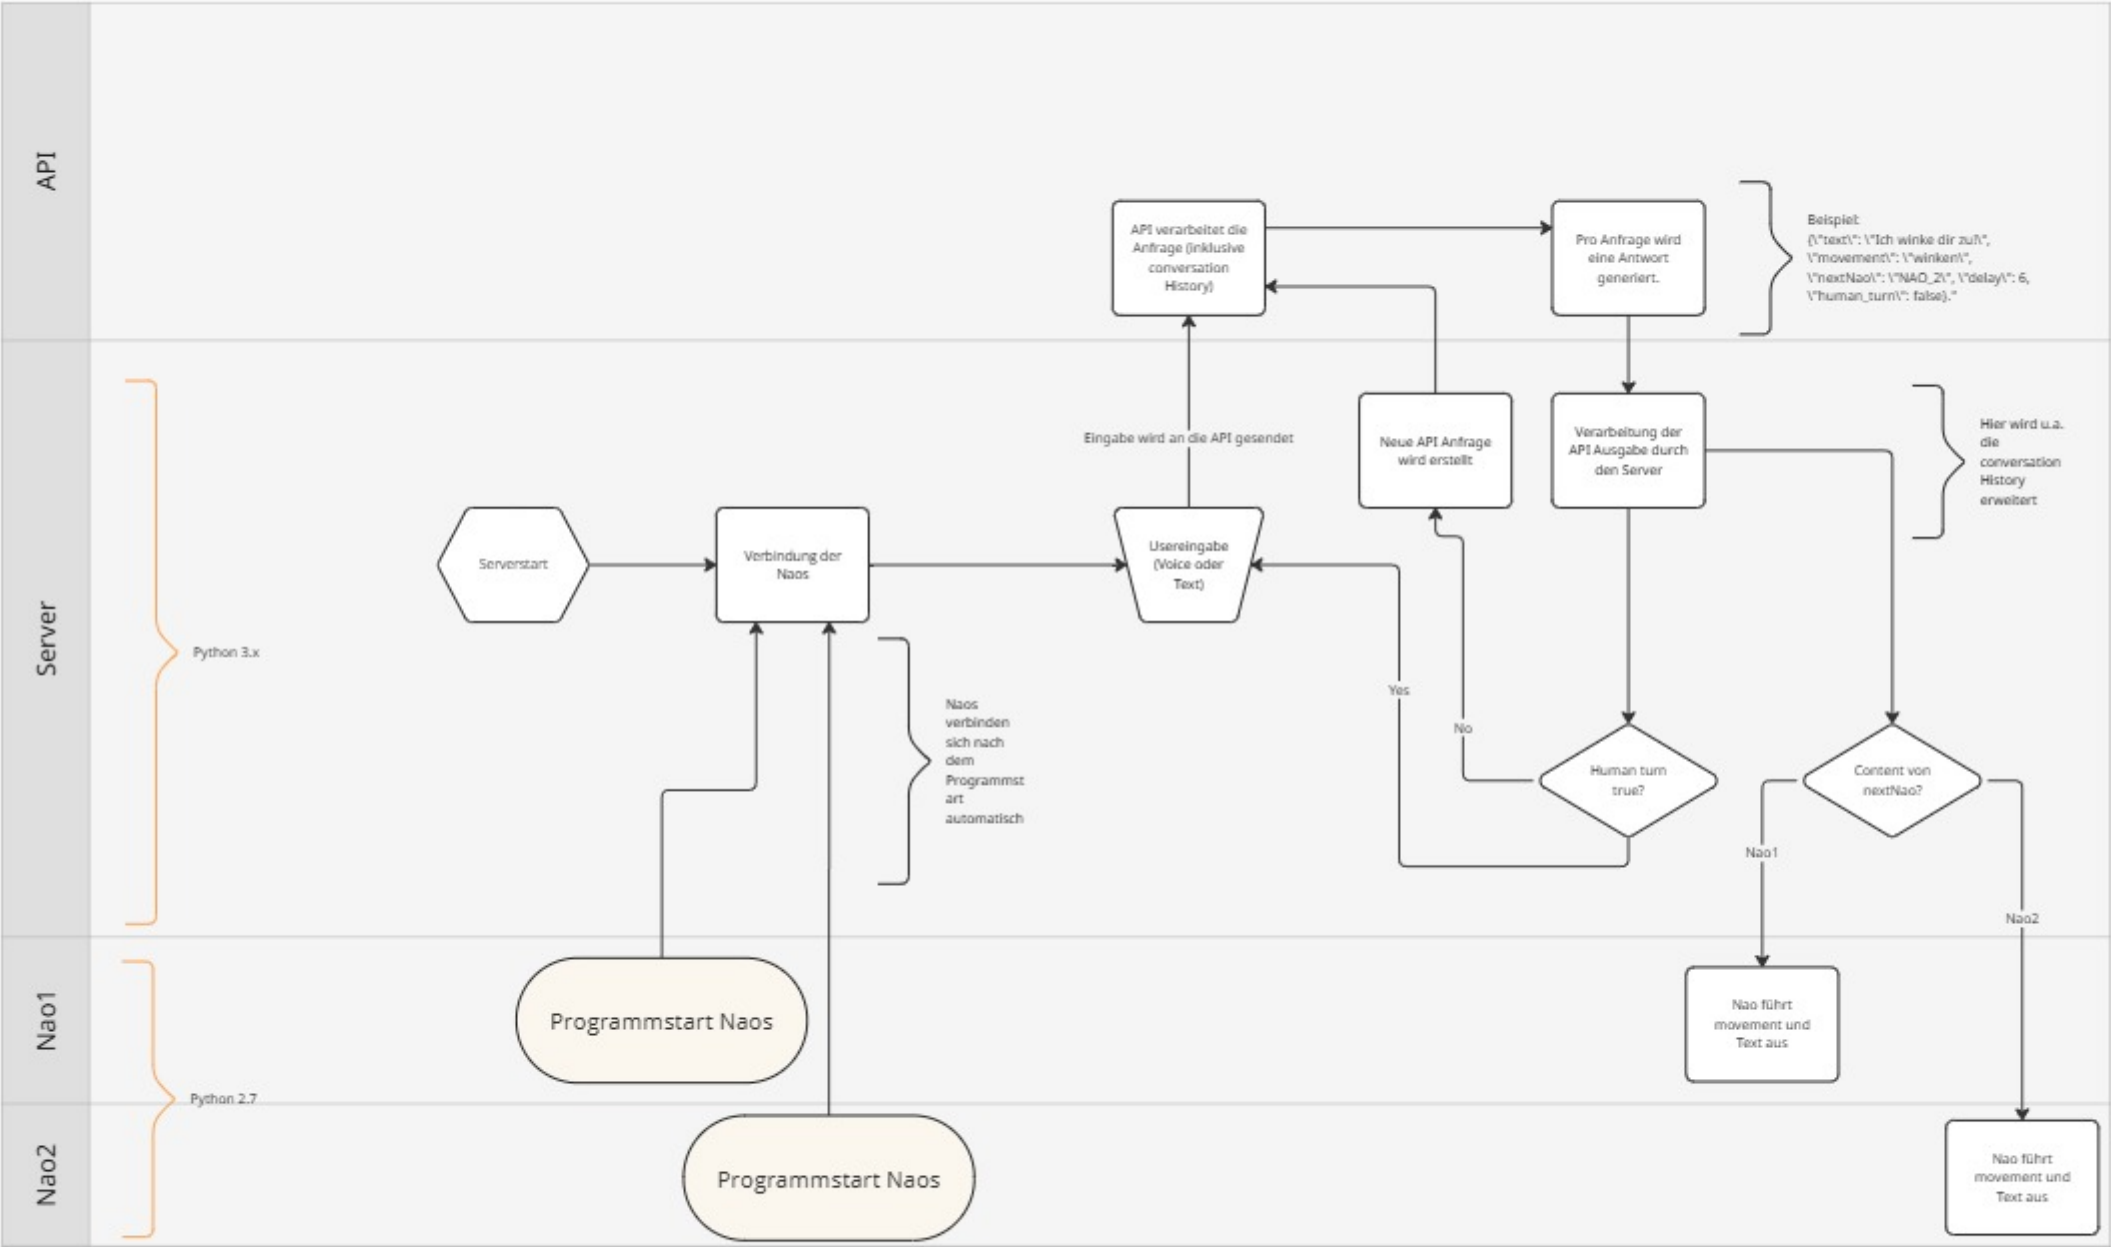 API
API verarbeitet die
Anfrage (inklusive
conversation
History)
Pro Anfrage wird
eine Antwort
generiert.
Beispiel:
{\"text\": \"Ich winke dir zu!\",
\"movement\": \"winken\",
\"nextNao\": \"NAO_2\", \"delay\": 6,
\"human_turn\": false}."
Server
Python 3.x
Serverstart
Verbindung der
Naos
Naos
verbinden
sich nach
dem
Programmst
art
automatisch
Eingabe wird an die API gesendet
Usereingabe
(Voice oder
Text)
Neue API Anfrage
wird erstellt
Verarbeitung der
API Ausgabe durch
den Server
Hier wird u.a.
die
conversation
History
erweitert
Yes
No
Human turn
true?
Content von
nextNao?
Nao1
Nao2
Nao1
Python 2.7
Programmstart Naos
Nao führt
movement und
Text aus
Nao2
Programmstart Naos
Nao führt
movement und
Text aus